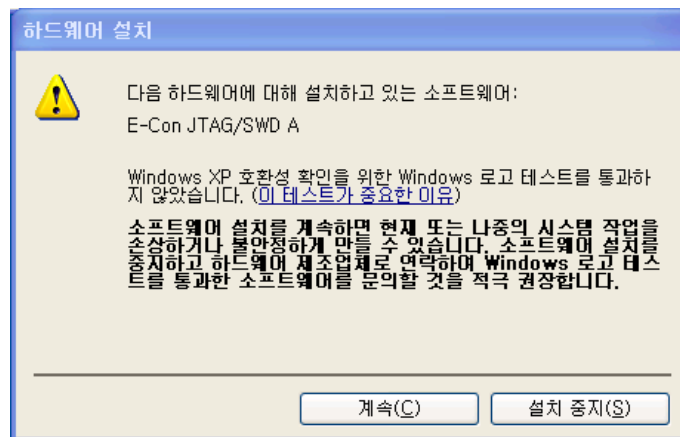 하드웨어 설치
다음 하드웨어에 대해 설치하고 있는 소프트웨어:
E-Con JTAG/SWD A
Windows XP 호환성 확인을 위한 Windows 로고 테스트를 통과하
지 않았습니다. (이 테스트가 중요한 이유)
소프트웨어 설치를 계속하면 현재 또는 나중의 시스템 작업을
손상하거나 불안정하게 만들 수 있습니다. 소프트웨어 설치를
중지하고 하드웨어 제조업체로 연락하여 Windows 로고 테스
트를 통과한 소프트웨어를 문의할 것을 적극 권장합니다.
계속(C)
설치 중지(S)